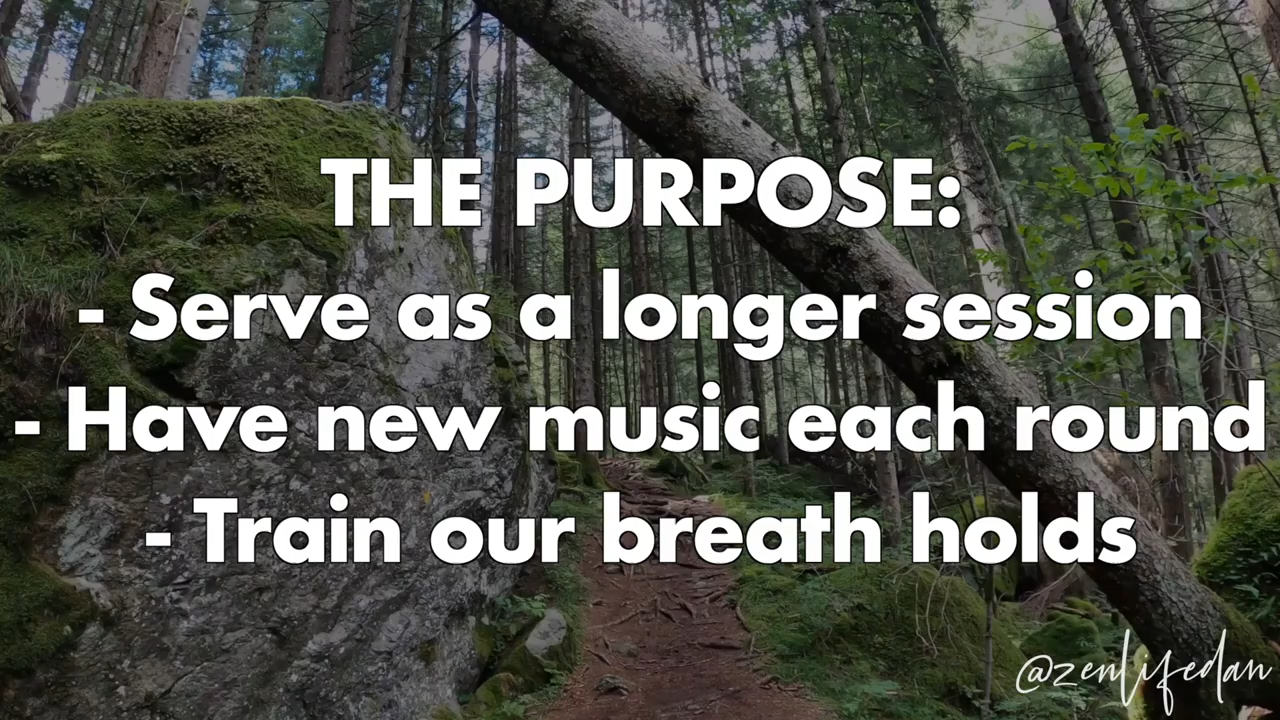 THE PURPOSE:
- Serve as a longer session
- Have new music each round
- Train our breath holds
@zenlifedan